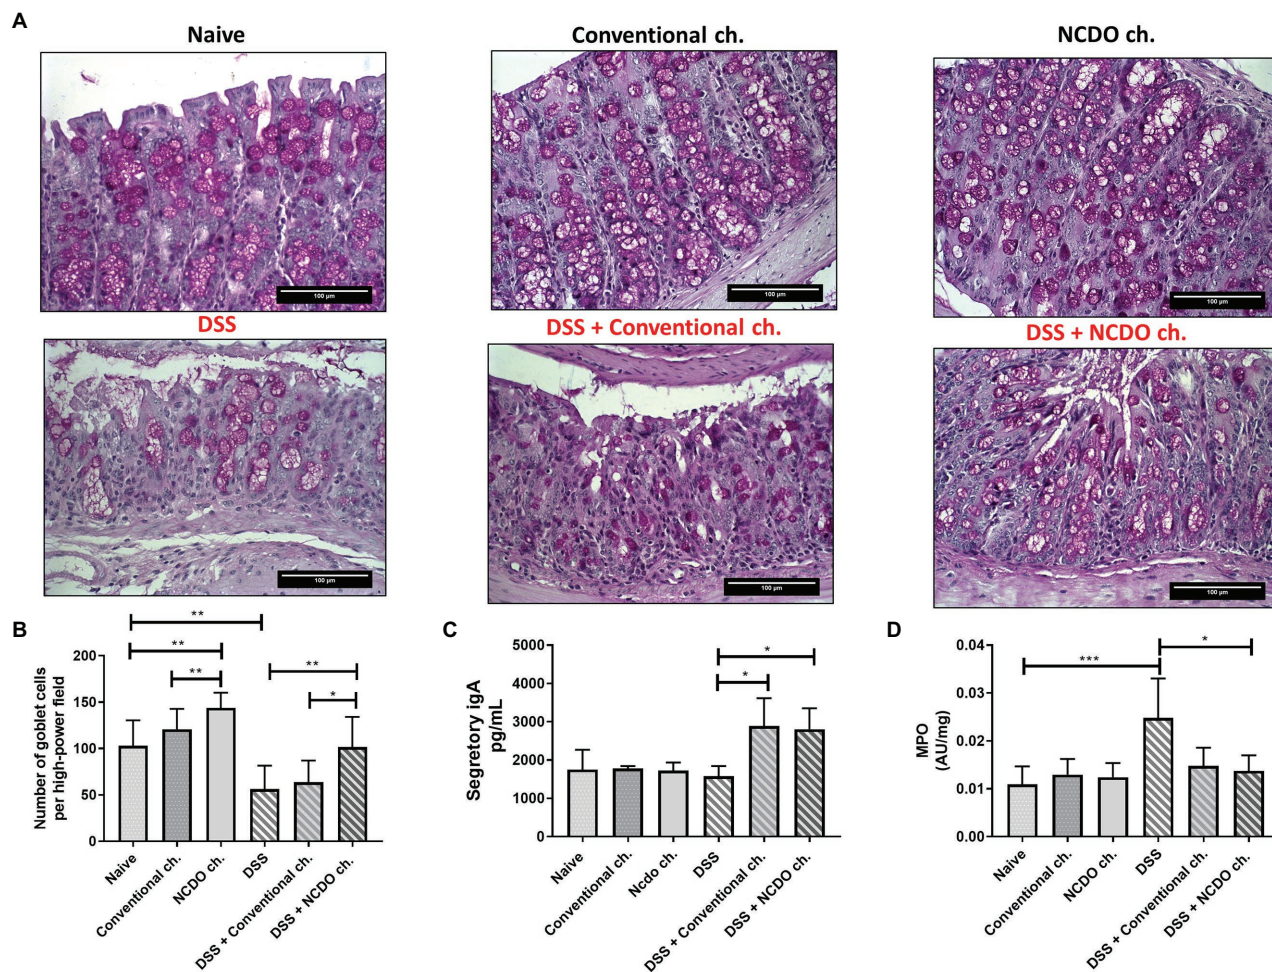 A
Naive
Conventional ch.
NCDO ch.
100 µm
100 µm
100 µm
DSS
DSS + Conventional ch.
DSS + NCDO ch.
100 µm
100 µm
100 µm
B
Number of goblet cells
per high-power field
200
150
100
50
0
**
**
**
**
*
Naive
Conventional ch.
NCDO ch.
DSS
DSS + Conventional ch.
DSS + NCDO ch.
C
Segretory igA
pg/mL
5000
4000
3000
2000
1000
0
*
*
Naive
Conventional ch.
Ncdo ch.
DSS
DSS + Conventional ch.
DSS + NCDO ch.
D
MPO
(AU/mg)
0.04
0.03
0.02
0.01
0.00
***
*
Naive
Conventional ch.
NCDO ch.
DSS
DSS + Conventional ch.
DSS + NCDO ch.